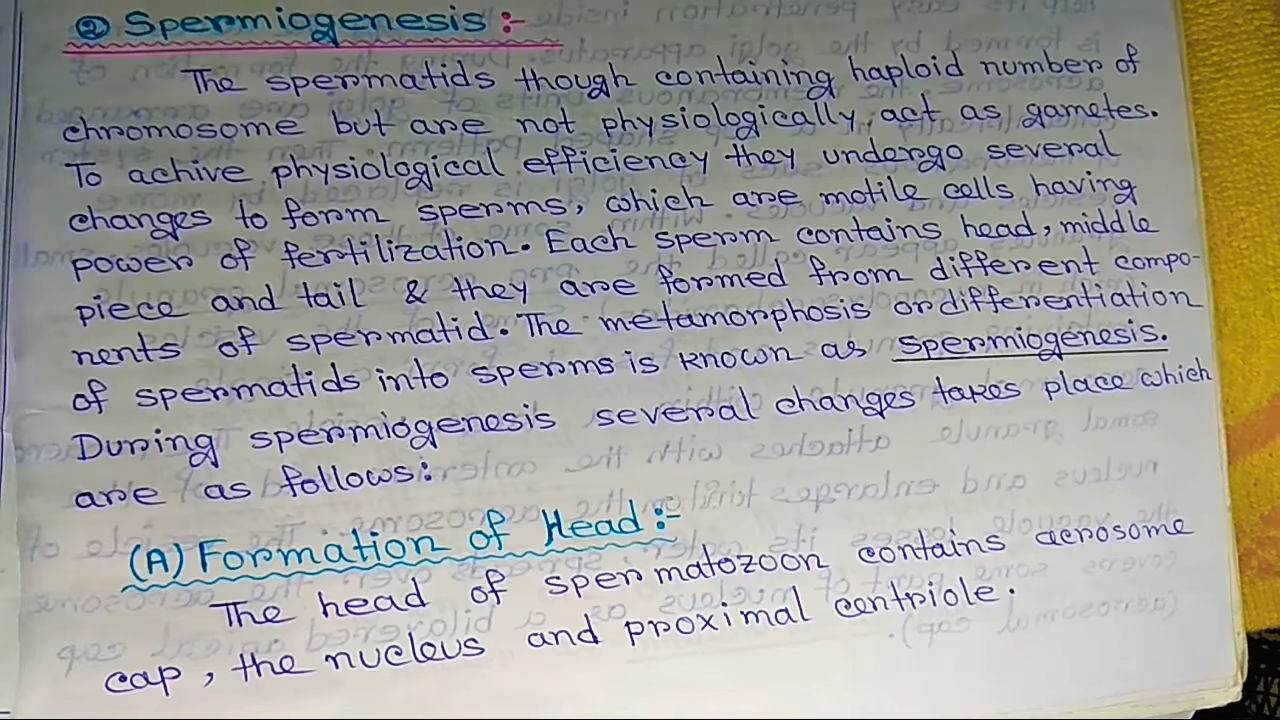 ② Spermiogenesis :-
The spermatids though containing haploid number of
chromosome but are not physiologically, act as gametes.
To achive physiological efficiency they undergo several
changes to form sperms, which are motile cells having
power of fertilization. Each sperm contains head, middle
piece and tail & they are formed from different compo-
nents of spermatid. The metamorphosis or differentiation
of spermatids into sperms is known as spermiogenesis.
During spermiogenesis several changes takes place which
are as follows:
(A) Formation of Head :-
The head of spermatozoon contains acrosome
cap, the nucleus and proximal centriole.